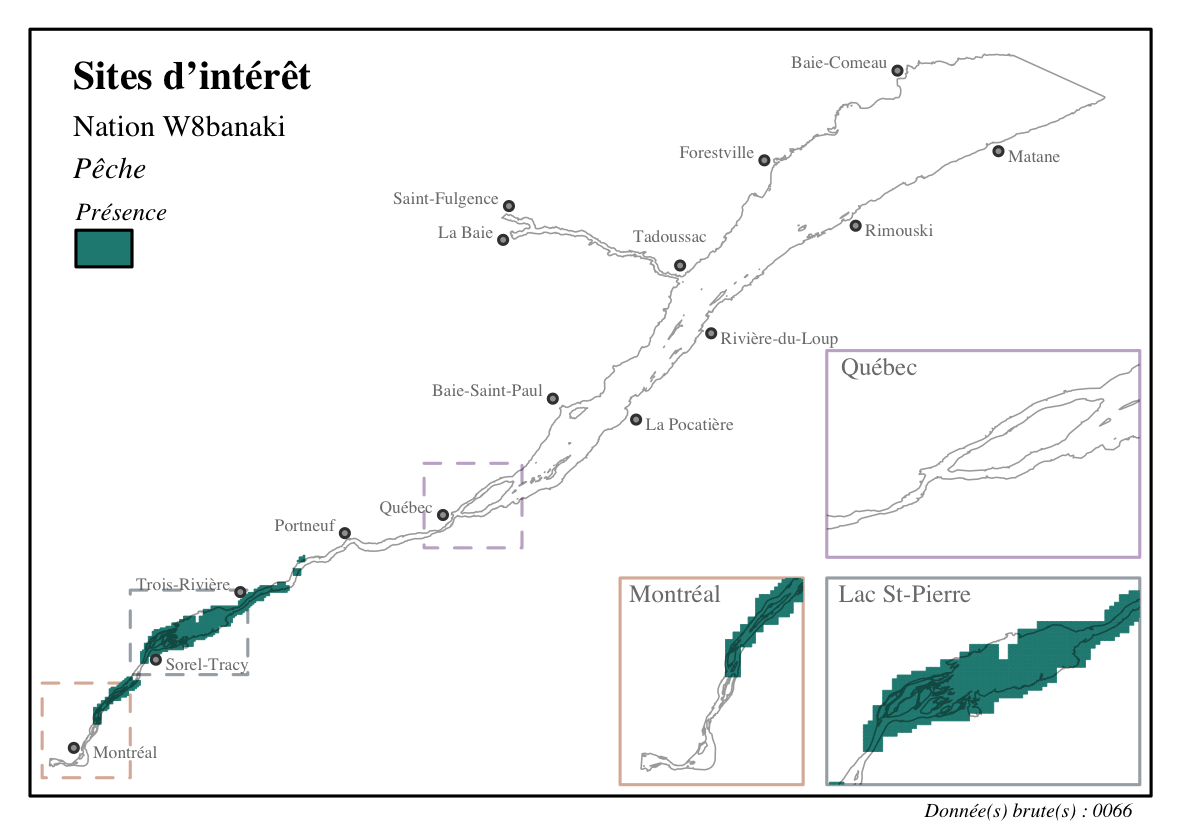 Sites d’intérêt
Nation W8banaki
Pêche
Présence
Baie-Comeau
Forestville
Matane
Saint-Fulgence
La Baie
Tadoussac
Rimouski
Rivière-du-Loup
Baie-Saint-Paul
La Pocatière
Québec
Québec
Portneuf
Trois-Rivière
Sorel-Tracy
Montréal
Montréal
Lac St-Pierre
Donnée(s) brute(s) : 0066